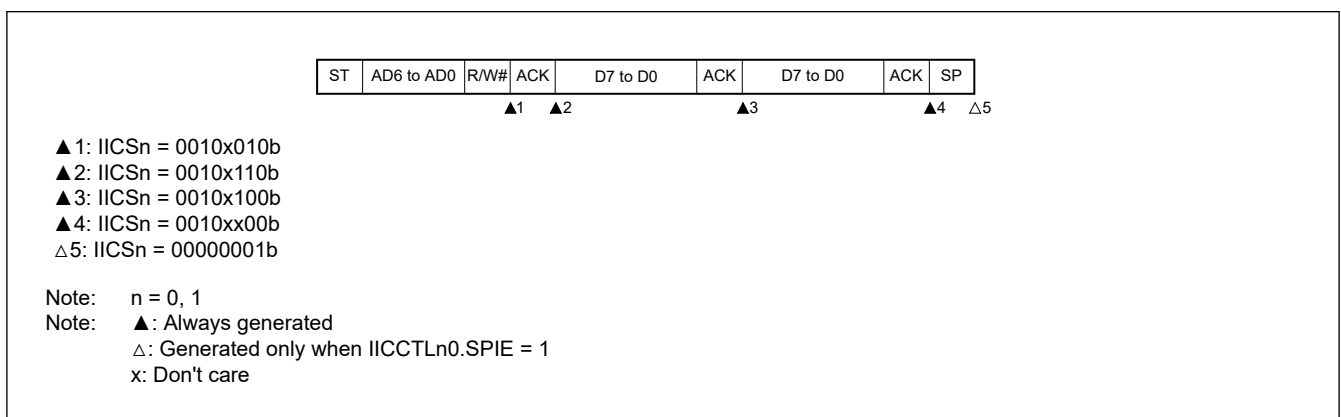 ST AD6 to AD0 R/W# ACK D7 to D0 ACK D7 to D0 ACK SP
▲1 ▲2 ▲3 ▲4 △5
▲1: IICSn = 0010x010b
▲2: IICSn = 0010x110b
▲3: IICSn = 0010x100b
▲4: IICSn = 0010xx00b
△5: IICSn = 00000001b
Note: n = 0, 1
Note: ▲: Always generated
△: Generated only when IICCTLn0.SPIE = 1
x: Don't care